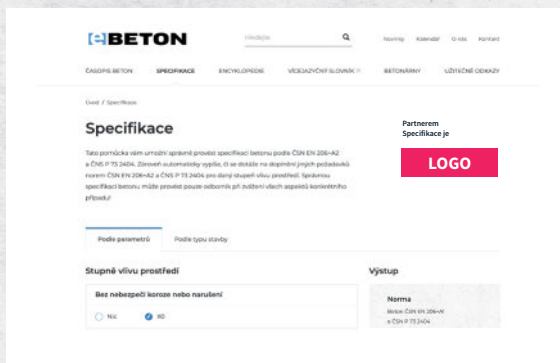 [e]BETON
Hledejte
Novinky Kalendář O nás Kontakt
ČASOPIS BETON SPECIFIKACE ENCYKLOPEDIE VÍCEJAZYČNÝ SLOVNÍK BETONÁRNY UŽITEČNÉ ODKAZY
Úvod / Specifikace
Specifikace
Partnerem
Specifikace je
LOGO
Tato pomůcka vám umožní správně provést specifikaci betonu podle ČSN EN 206+A2
a ČNS P 73 2404. Zároveň automaticky vypíše, či se dotáže na doplnění jiných požadavků
norem ČSN EN 206+A2 a ČNS P 73 2404 pro daný stupeň vlivu prostředí. Správnou
specifikaci betonu může provést pouze odborník při zvážení všech aspektů konkrétního
případu!
Podle parametrů Podle typu stavby
Stupně vlivu prostředí
Výstup
Bez nebezpečí koroze nebo narušení
Nic X0
Norma
Beton ČSN EN 206+A1
a ČSN P 73 2404